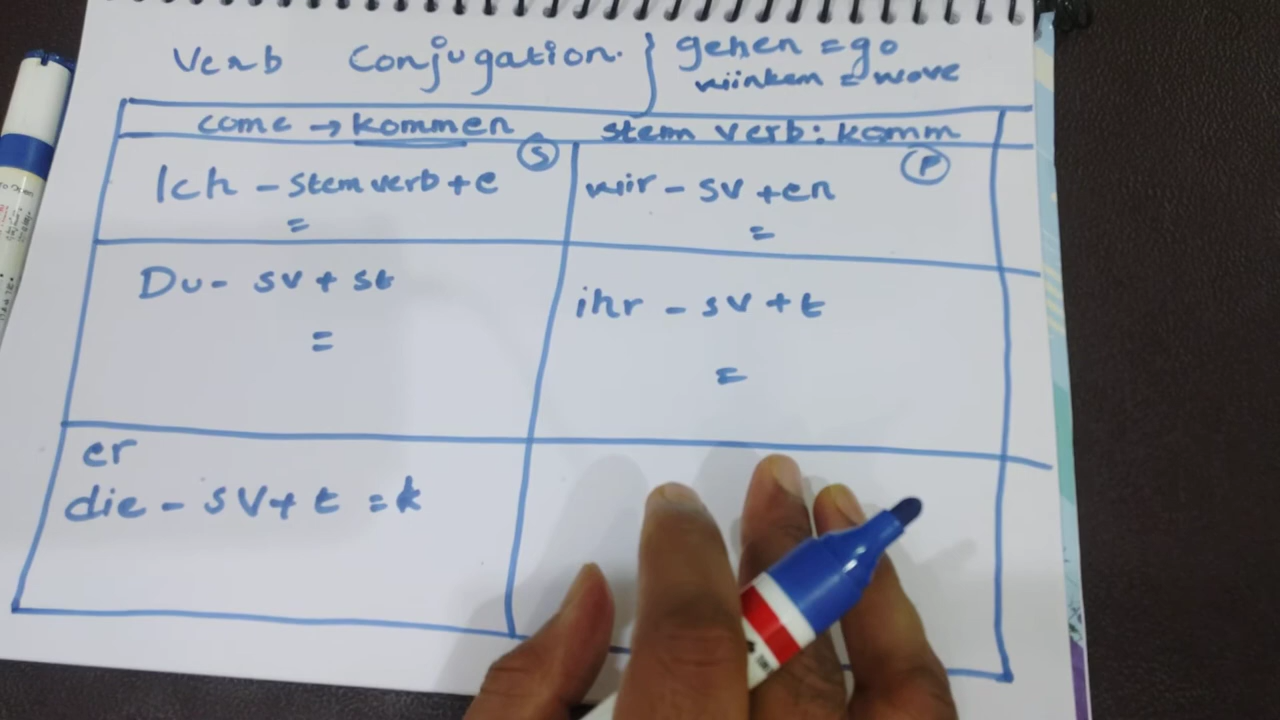 Verb Conjugation. } gehen = go
winken = wove
come → kommen
stem verb: komm
S
P
Ich - stem verb + e
=
wir - sv + en
=
Du - sv + st
=
ihr - sv + t
=
er
die - sv + t = k